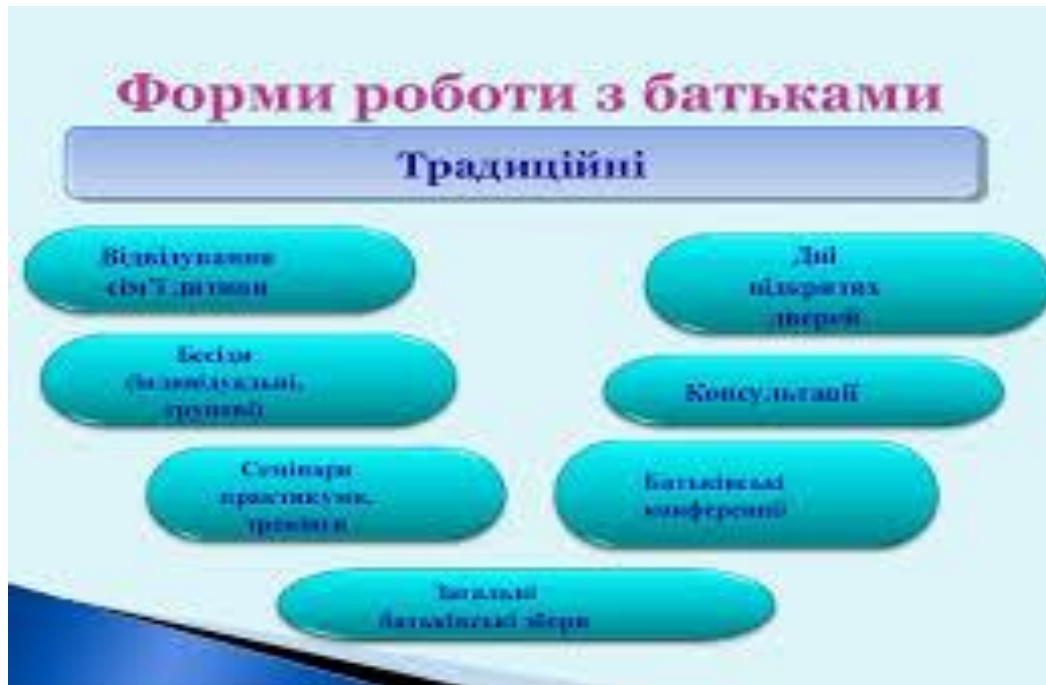 Форми роботи з батьками
Традиційні
Відвідування
сім'ї дитини
Дні
відкритих
дверей
Бесіди
(індивідуальні,
групові)
Консультації
Семінари
практикуми,
тренінги
Батьківські
конференції
Загальні
батьківські збори